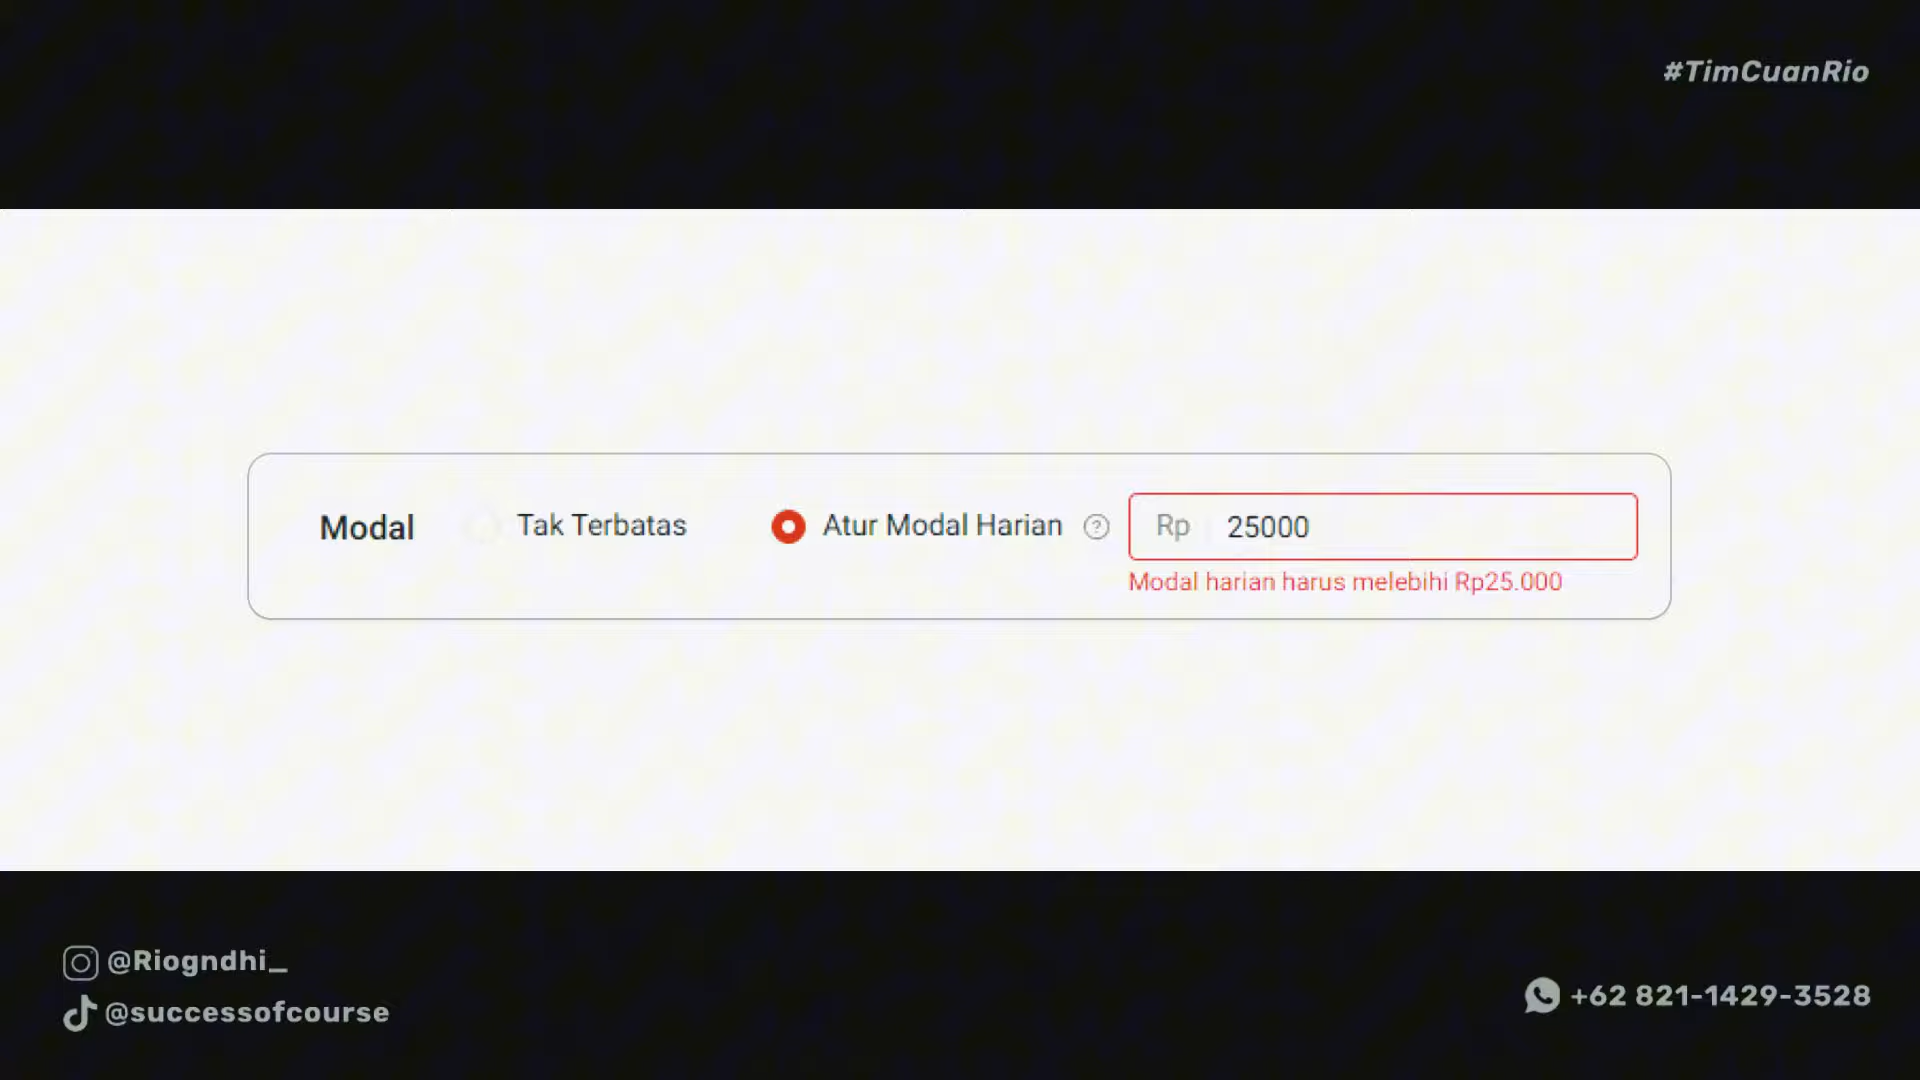 #TimCuanRio
Modal Tak Terbatas Atur Modal Harian ? Rp 25000
Modal harian harus melebihi Rp25.000
@Riogndhi_
@successofcourse
+62 821-1429-3528